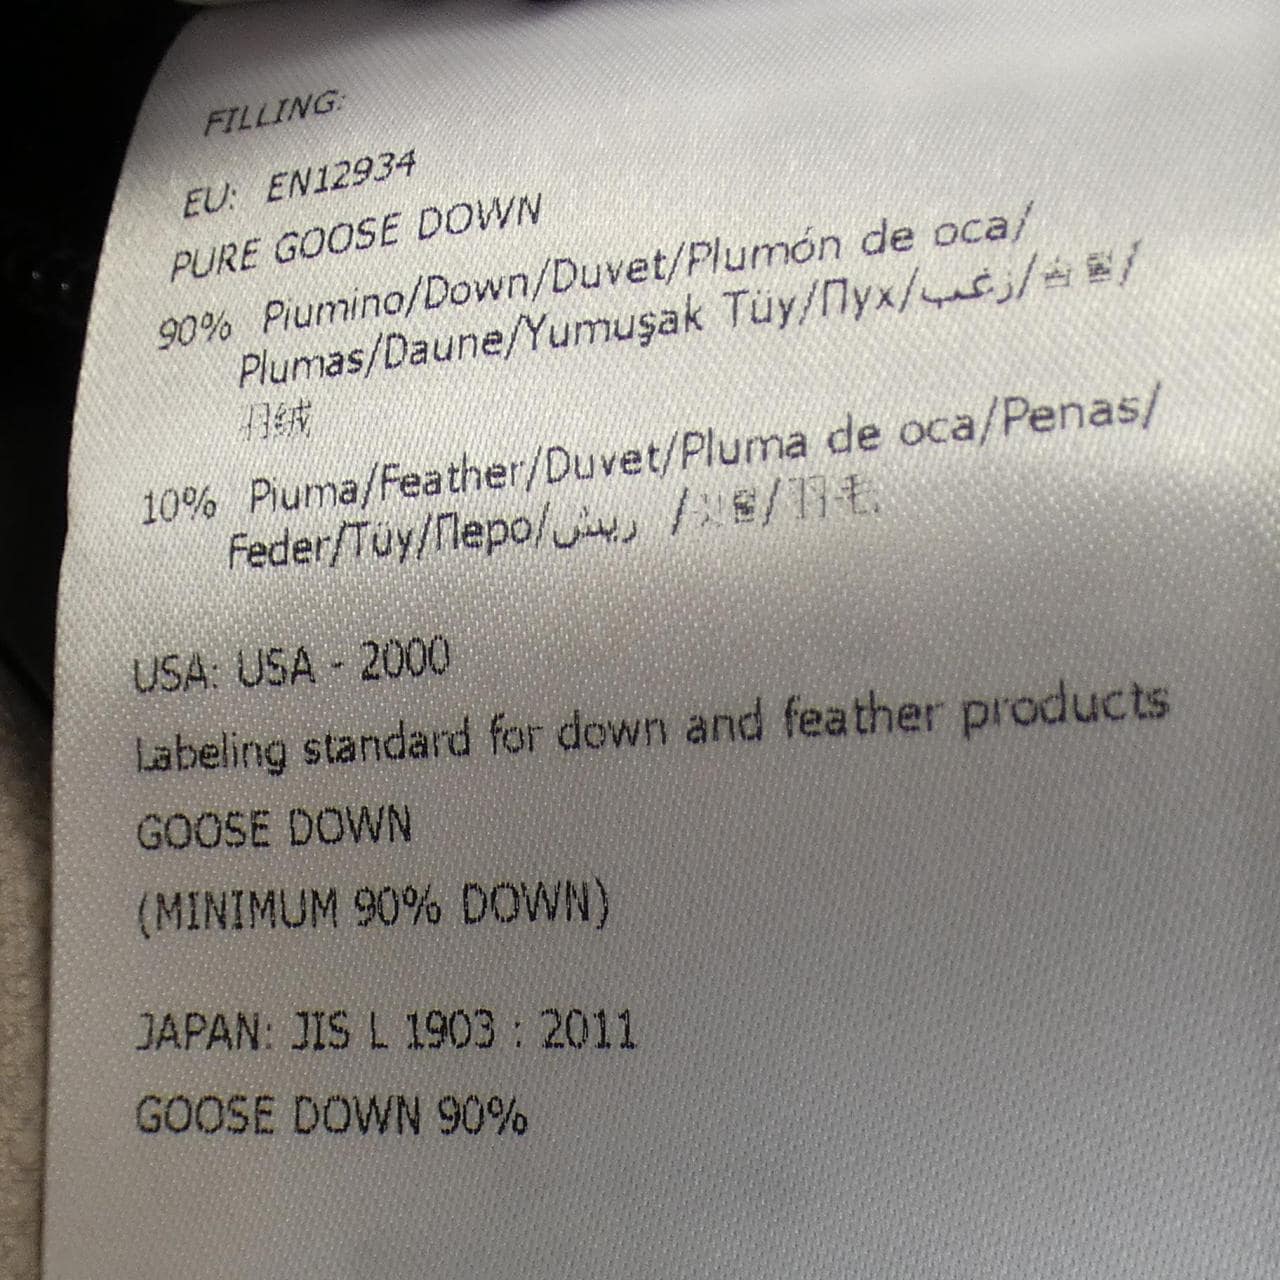 FILLING:
EU: EN12934
PURE GOOSE DOWN
90% Piumino/Down/Duvet/Plumón de oca/
Plumas/Daune/Yumuşak Tüy/Пух/زغب/
羽绒
10% Piuma/Feather/Duvet/Pluma de oca/Penas/
Feder/Tüy/Перо/ريش / /羽毛
USA: USA - 2000
Labeling standard for down and feather products
GOOSE DOWN
(MINIMUM 90% DOWN)
JAPAN: JIS L 1903 : 2011
GOOSE DOWN 90%